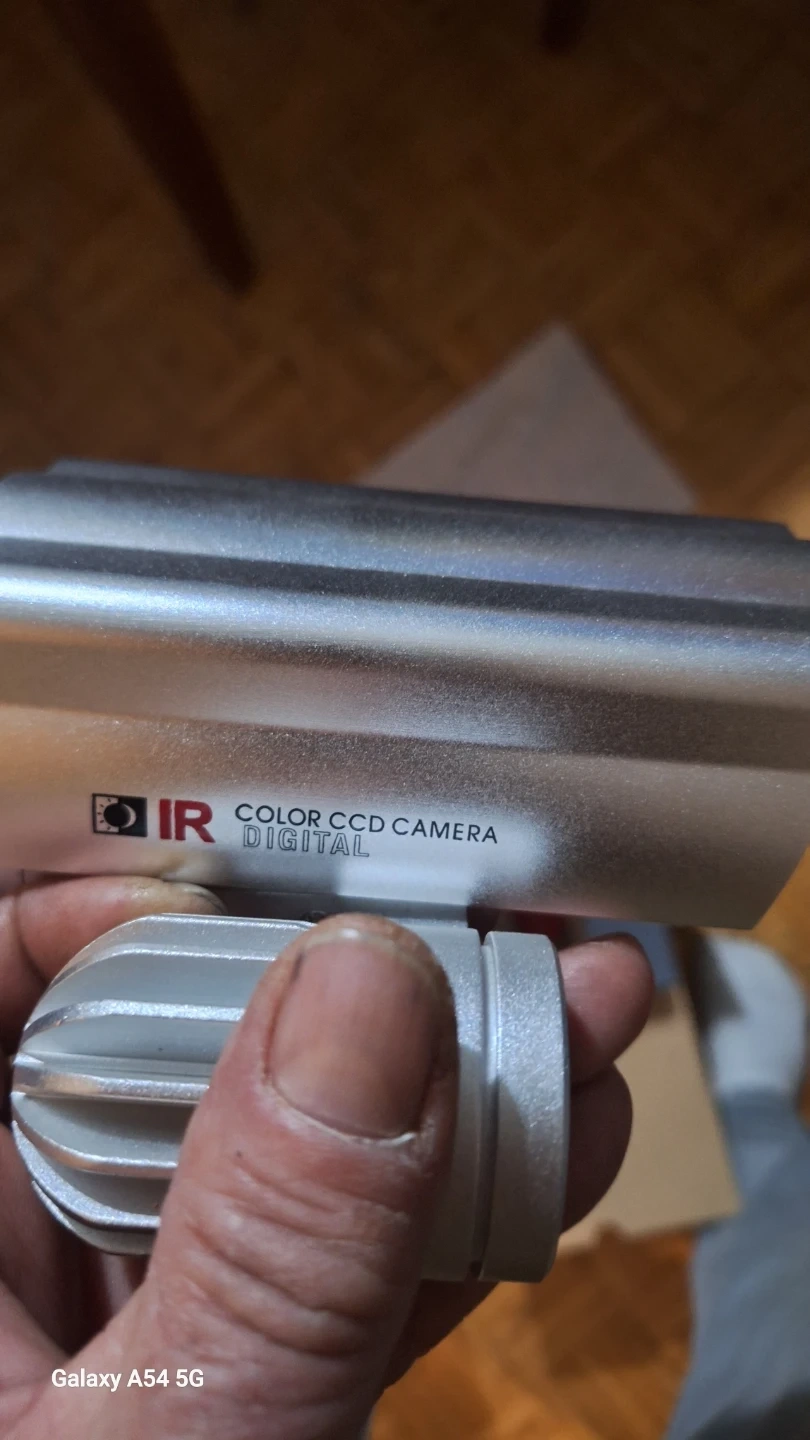 IR COLOR CCD CAMERA
DIGITAL
Galaxy A54 5G